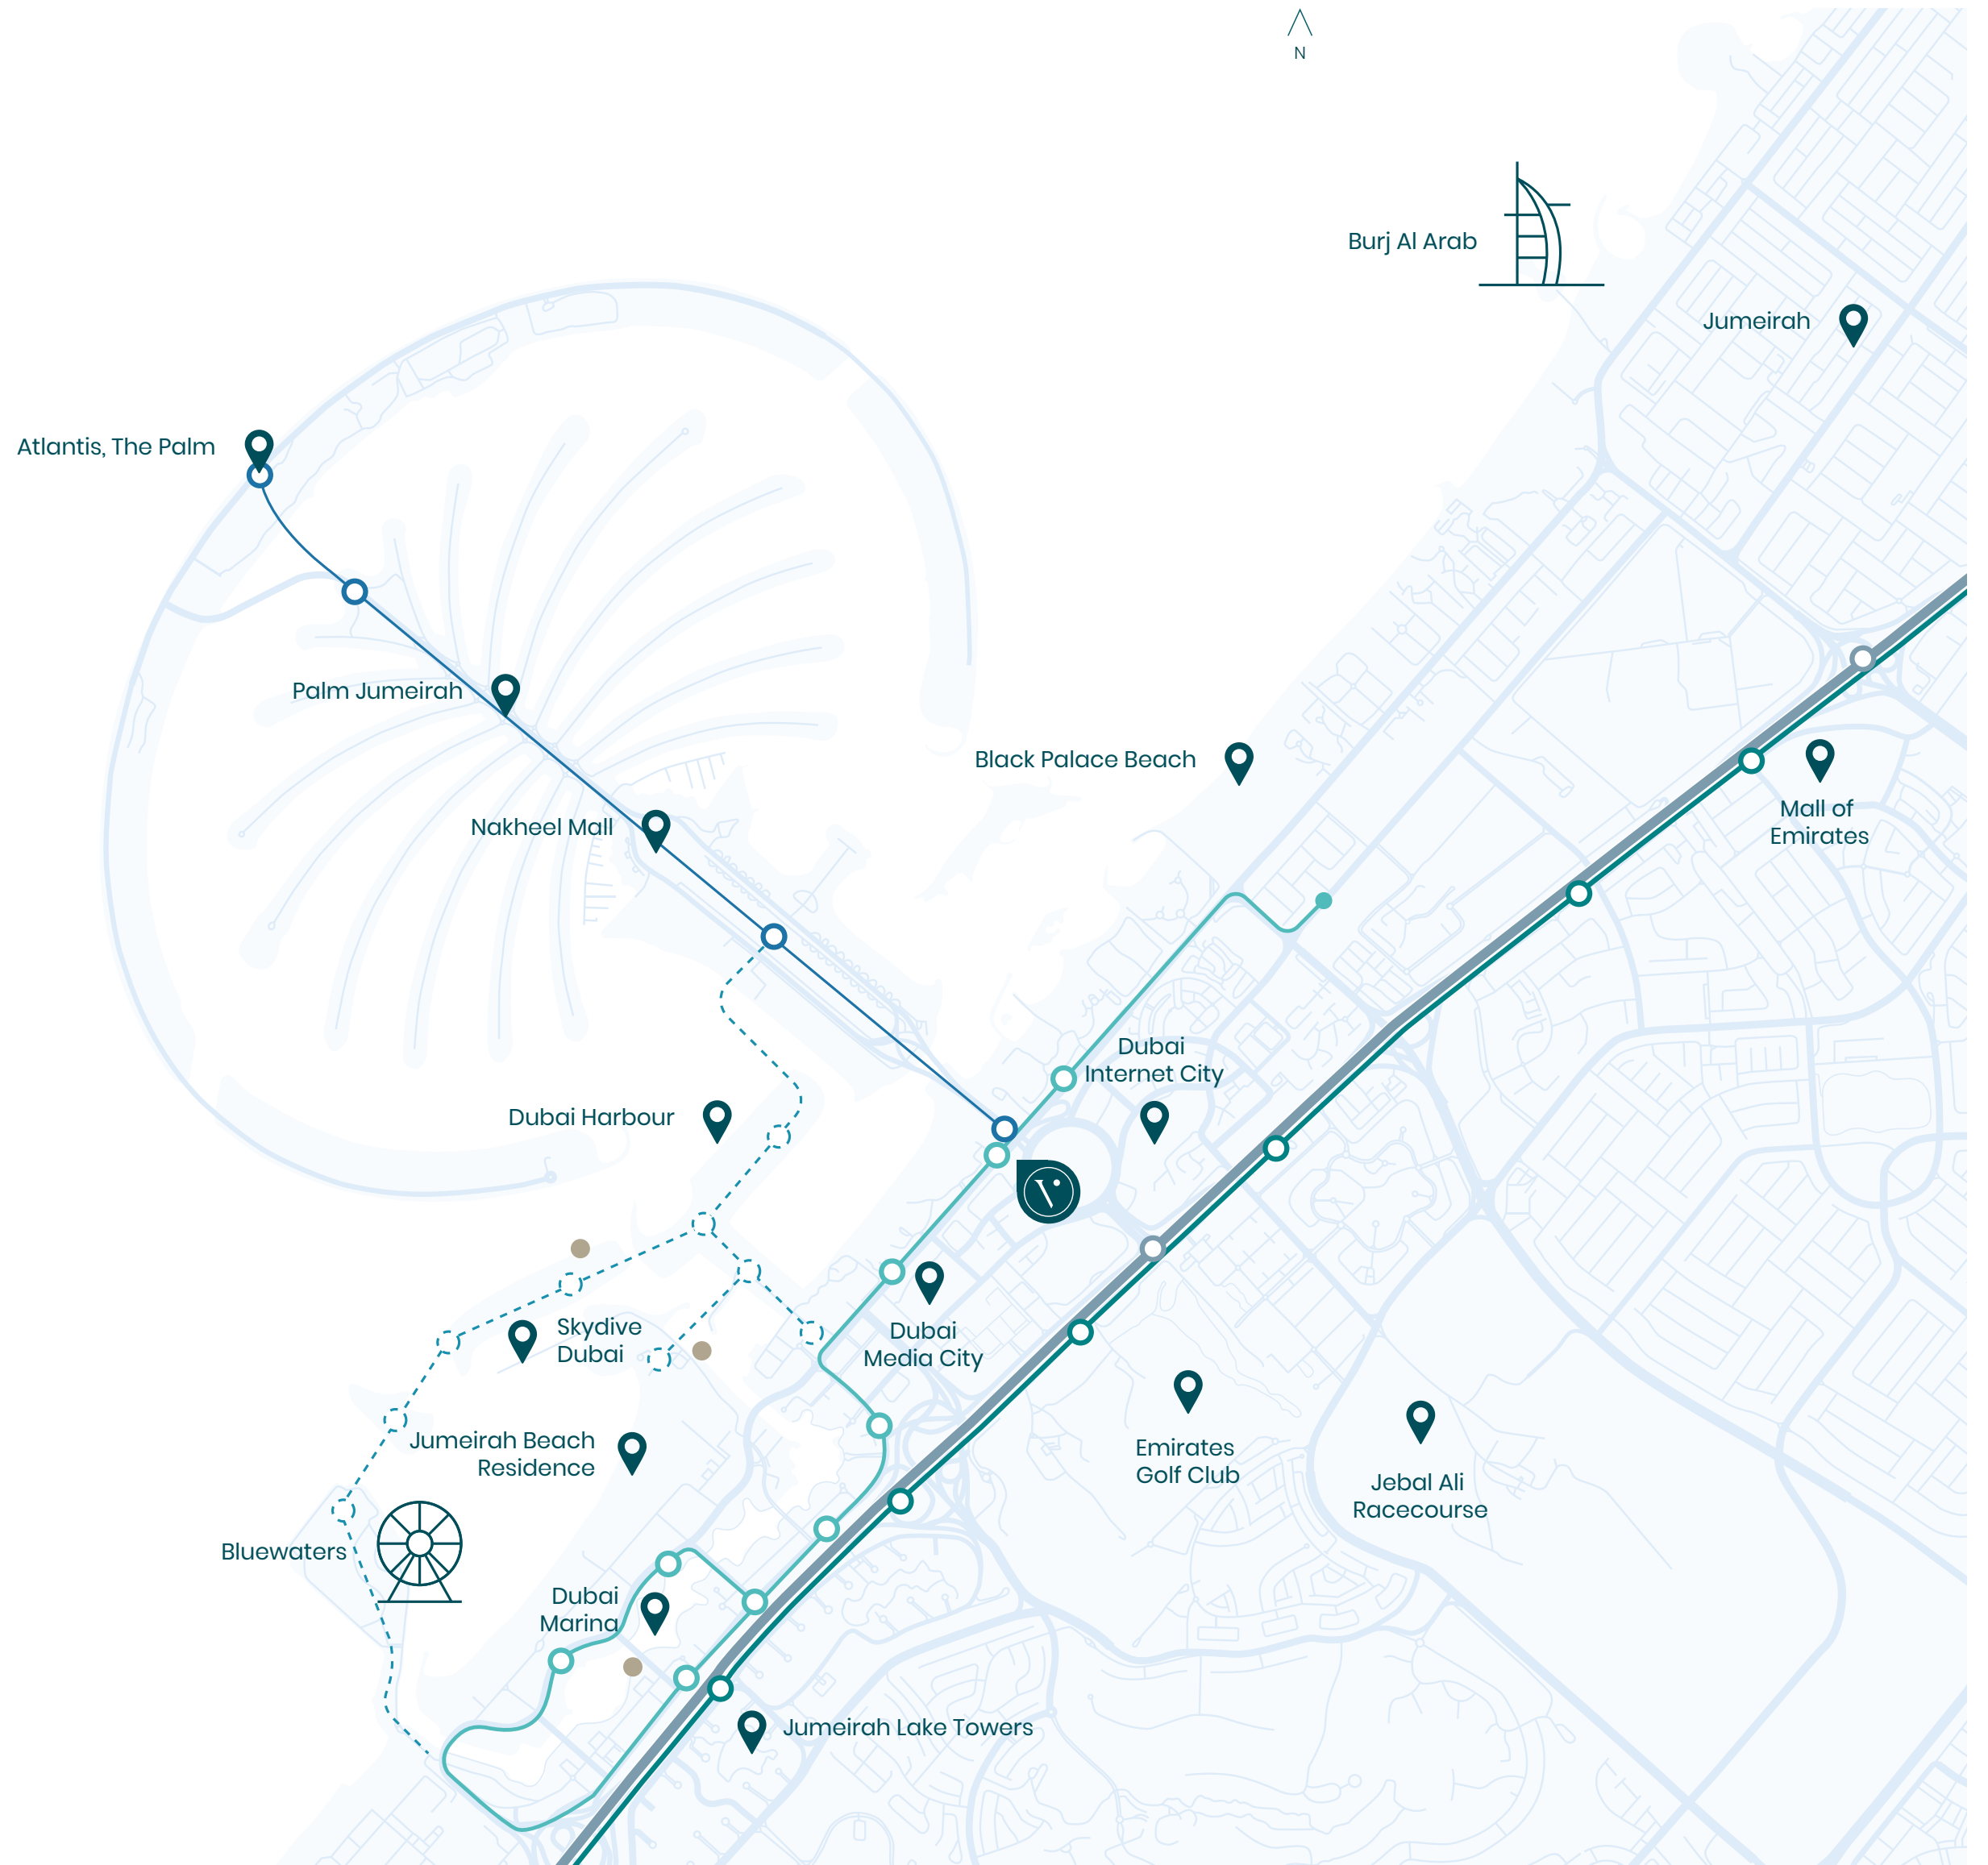 N
Burj Al Arab
Jumeirah
Atlantis, The Palm
Palm Jumeirah
Black Palace Beach
Mall of
Emirates
Nakheel Mall
Dubai
Internet City
Dubai Harbour
Skydive
Dubai
Dubai
Media City
Jumeirah Beach
Residence
Emirates
Golf Club
Jebal Ali
Racecourse
Bluewaters
Dubai
Marina
Jumeirah Lake Towers